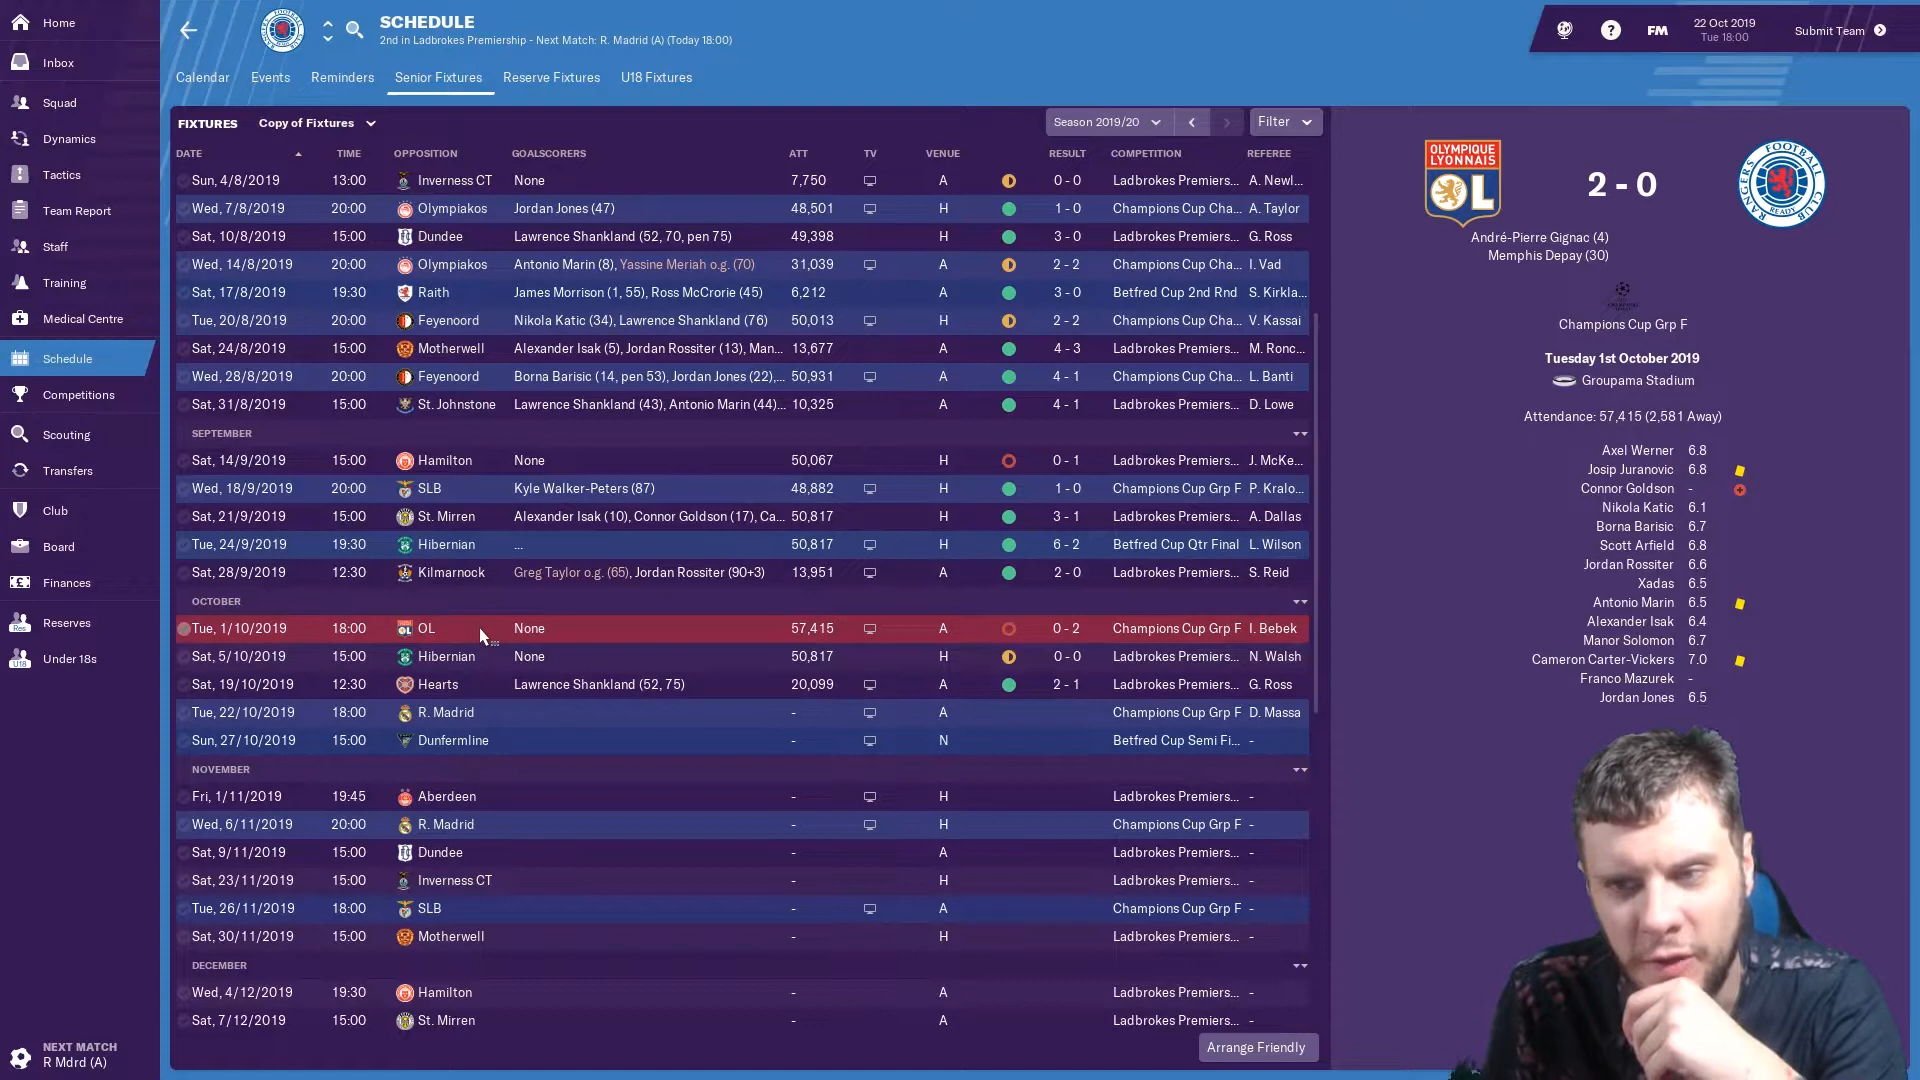 Home
Inbox
Squad
Dynamics
Tactics
Team Report
Staff
Training
Medical Centre
Schedule
Competitions
Scouting
Transfers
Club
Board
Finances
Reserves
Under 18s
NEXT MATCH
R Mdrd (A)
SCHEDULE
2nd in Ladbrokes Premiership - Next Match: R. Madrid (A) (Today 18:00)
FM
22 Oct 2019
Tue 18:00
Submit Team
Calendar Events Reminders Senior Fixtures Reserve Fixtures U18 Fixtures
FIXTURES Copy of Fixtures Season 2019/20 Filter
DATE TIME OPPOSITION GOALSCORERS ATT TV VENUE RESULT COMPETITION REFEREE
Sun, 4/8/2019 13:00 Inverness CT None 7,750 A 0 - 0 Ladbrokes Premiers... A. Newl...
Wed, 7/8/2019 20:00 Olympiakos Jordan Jones (47) 48,501 H 1 - 0 Champions Cup Cha... A. Taylor
Sat, 10/8/2019 15:00 Dundee Lawrence Shankland (52, 70, pen 75) 49,398 H 3 - 0 Ladbrokes Premiers... G. Ross
Wed, 14/8/2019 20:00 Olympiakos Antonio Marin (8), Yassine Meriah o.g. (70) 31,039 A 2 - 2 Champions Cup Cha... I. Vad
Sat, 17/8/2019 19:30 Raith James Morrison (1, 55), Ross McCrorie (45) 6,212 A 3 - 0 Betfred Cup 2nd Rnd S. Kirkla...
Tue, 20/8/2019 20:00 Feyenoord Nikola Katic (34), Lawrence Shankland (76) 50,013 H 2 - 2 Champions Cup Cha... V. Kassai
Sat, 24/8/2019 15:00 Motherwell Alexander Isak (5), Jordan Rossiter (13), Man... 13,677 A 4 - 3 Ladbrokes Premiers... M. Ronc...
Wed, 28/8/2019 20:00 Feyenoord Borna Barisic (14, pen 53), Jordan Jones (22),... 50,931 A 4 - 1 Champions Cup Cha... L. Banti
Sat, 31/8/2019 15:00 St. Johnstone Lawrence Shankland (43), Antonio Marin (44)... 10,325 A 4 - 1 Ladbrokes Premiers... D. Lowe
SEPTEMBER
Sat, 14/9/2019 15:00 Hamilton None 50,067 H 0 - 1 Ladbrokes Premiers... J. McKe...
Wed, 18/9/2019 20:00 SLB Kyle Walker-Peters (87) 48,882 H 1 - 0 Champions Cup Grp F P. Kralo...
Sat, 21/9/2019 15:00 St. Mirren Alexander Isak (10), Connor Goldson (17), Ca... 50,817 H 3 - 1 Ladbrokes Premiers... A. Dallas
Tue, 24/9/2019 19:30 Hibernian ... 50,817 H 6 - 2 Betfred Cup Qtr Final L. Wilson
Sat, 28/9/2019 12:30 Kilmarnock Greg Taylor o.g. (65), Jordan Rossiter (90+3) 13,951 A 2 - 0 Ladbrokes Premiers... S. Reid
OCTOBER
Tue, 1/10/2019 18:00 OL None 57,415 A 0 - 2 Champions Cup Grp F I. Bebek
Sat, 5/10/2019 15:00 Hibernian None 50,817 H 0 - 0 Ladbrokes Premiers... N. Walsh
Sat, 19/10/2019 12:30 Hearts Lawrence Shankland (52, 75) 20,099 A 2 - 1 Ladbrokes Premiers... G. Ross
Tue, 22/10/2019 18:00 R. Madrid - A Champions Cup Grp F D. Massa
Sun, 27/10/2019 15:00 Dunfermline - N Betfred Cup Semi Fi... -
NOVEMBER
Fri, 1/11/2019 19:45 Aberdeen - H Ladbrokes Premiers... -
Wed, 6/11/2019 20:00 R. Madrid - H Champions Cup Grp F -
Sat, 9/11/2019 15:00 Dundee - A Ladbrokes Premiers... -
Sat, 23/11/2019 15:00 Inverness CT - H Ladbrokes Premiers... -
Tue, 26/11/2019 18:00 SLB - A Champions Cup Grp F -
Sat, 30/11/2019 15:00 Motherwell - H Ladbrokes Premiers... -
DECEMBER
Wed, 4/12/2019 19:30 Hamilton - A Ladbrokes Premiers... -
Sat, 7/12/2019 15:00 St. Mirren - A Ladbrokes Premiers... -
Arrange Friendly
OLYMPIQUE
LYONNAIS
OL
2 - 0
RANGERS FOOTBALL CLUB
READY
André-Pierre Gignac (4)
Memphis Depay (30)
Champions Cup Grp F
Tuesday 1st October 2019
Groupama Stadium
Attendance: 57,415 (2,581 Away)
Axel Werner 6.8
Josip Juranovic 6.8
Connor Goldson -
Nikola Katic 6.1
Borna Barisic 6.7
Scott Arfield 6.8
Jordan Rossiter 6.6
Xadas 6.5
Antonio Marin 6.5
Alexander Isak 6.4
Manor Solomon 6.7
Cameron Carter-Vickers 7.0
Franco Mazurek -
Jordan Jones 6.5